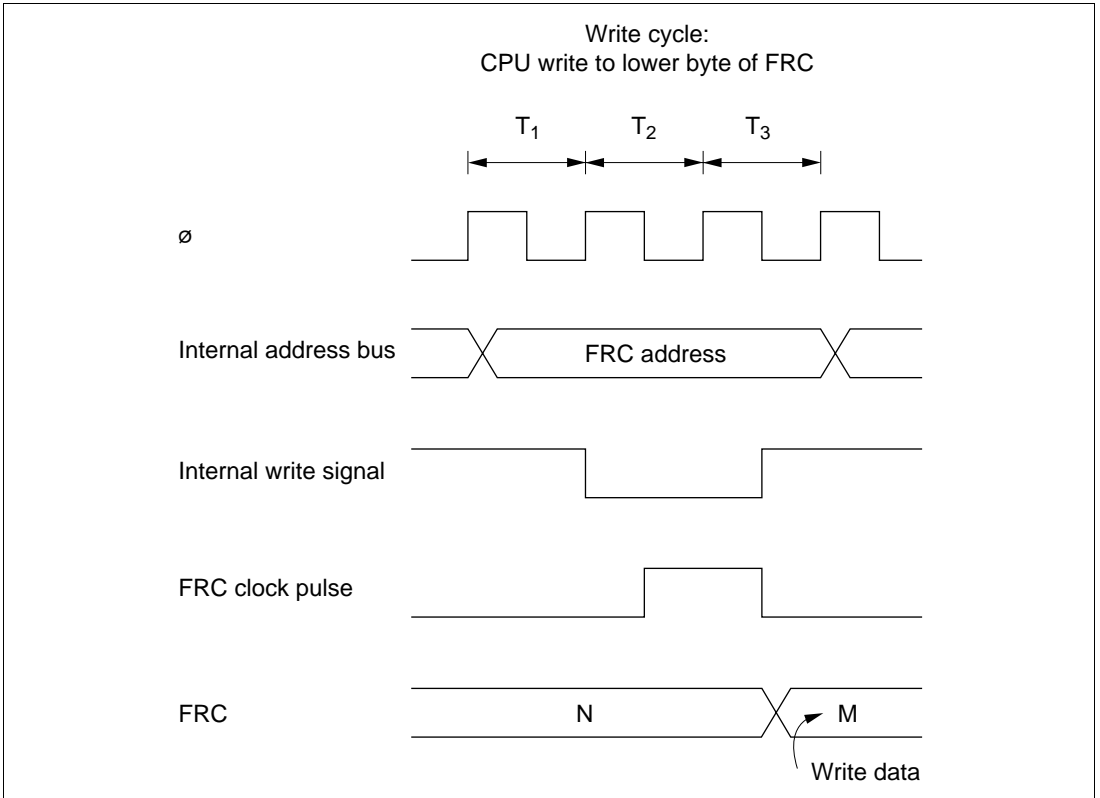 Write cycle:
CPU write to lower byte of FRC
T1 T2 T3
ø
Internal address bus
FRC address
Internal write signal
FRC clock pulse
FRC
N
M
Write data